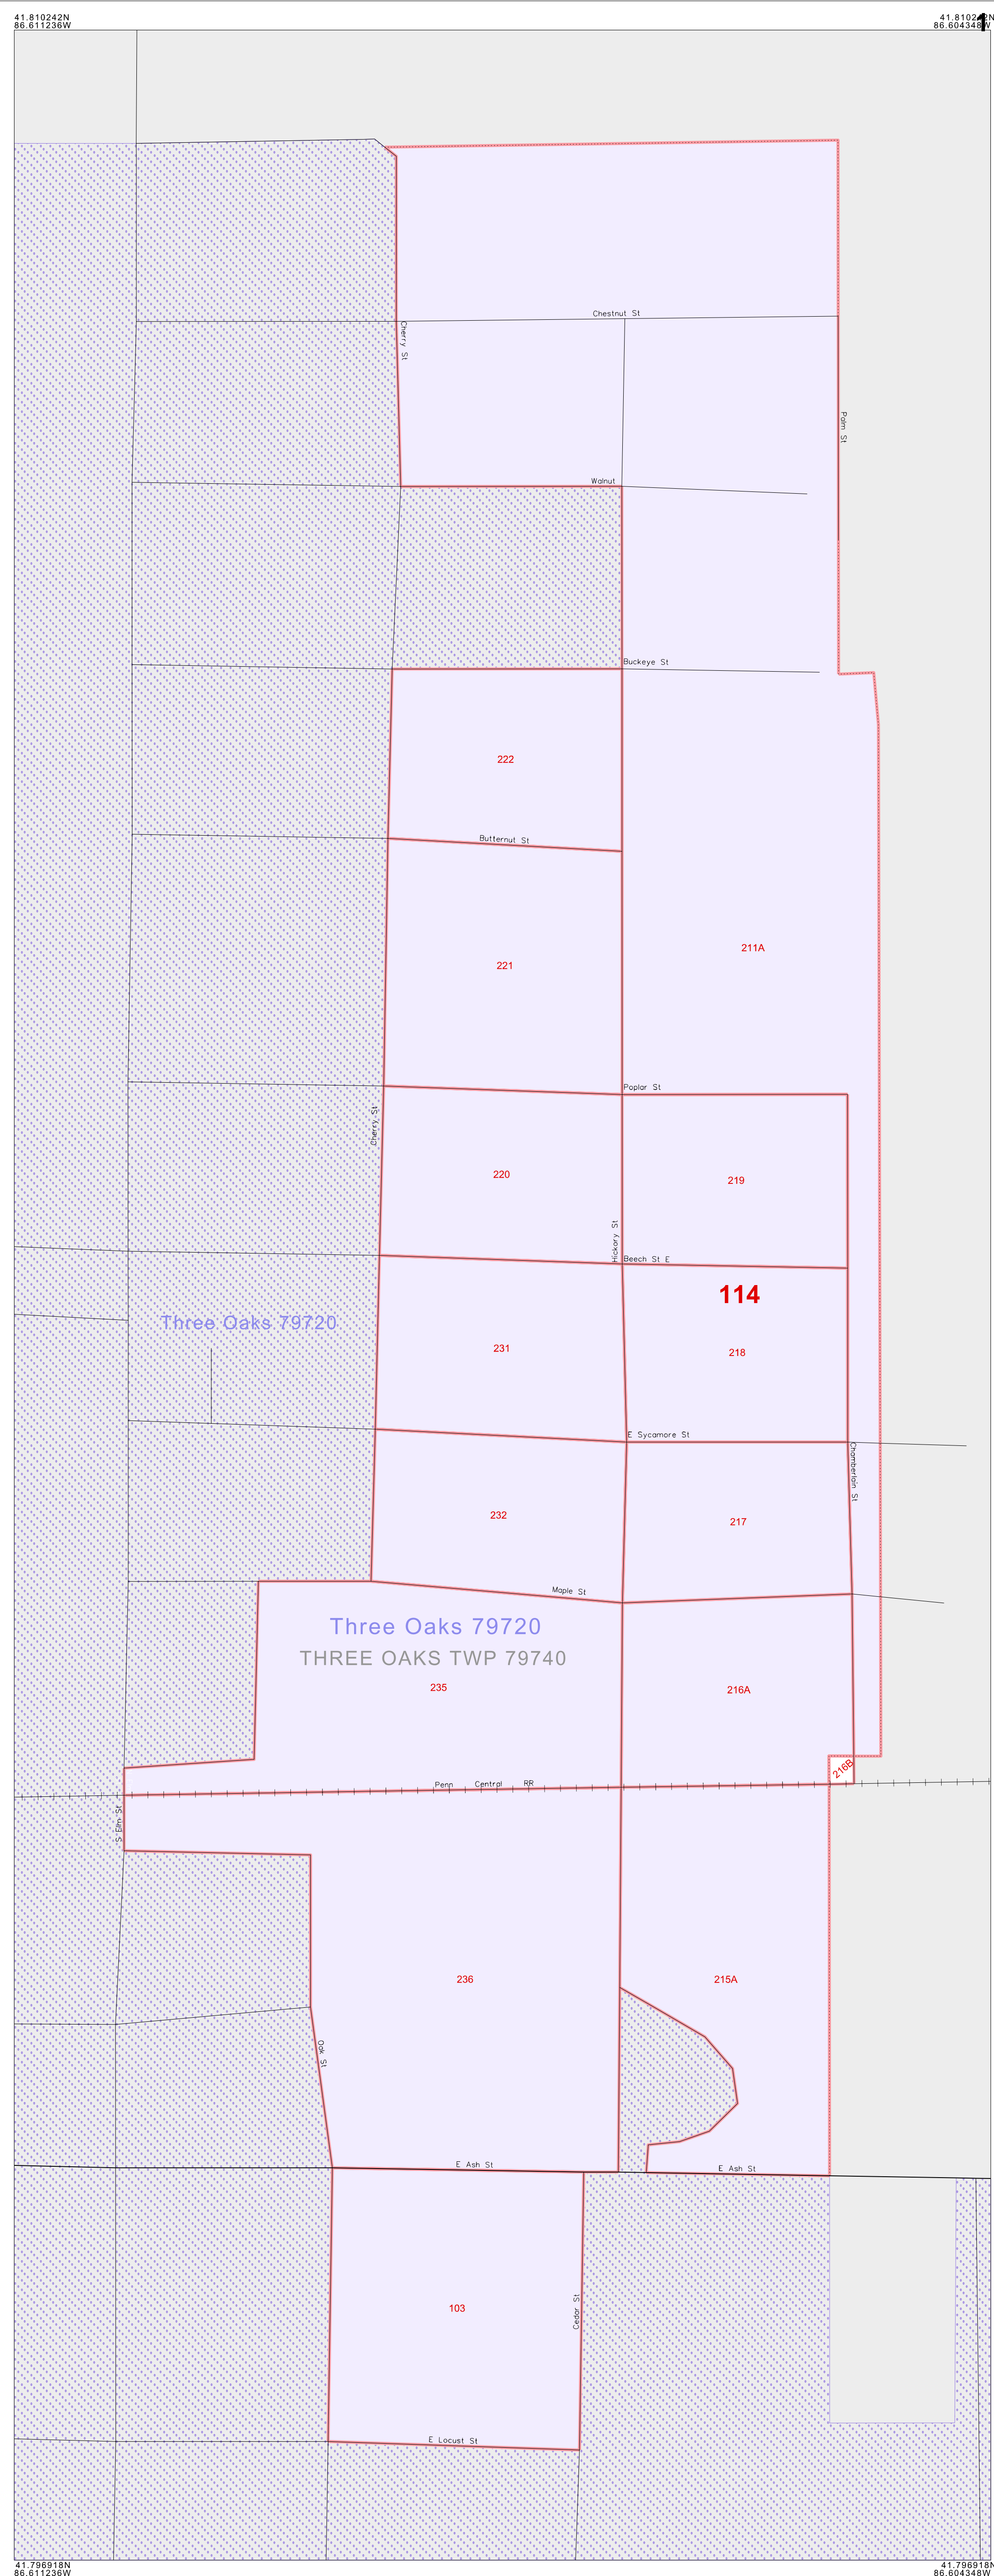 41.810242N
86.611236W
41.810242N
86.604348W
1
Chestnut St
Cherry St
Palm St
Walnut
Buckeye St
222
Butternut St
211A
221
Poplar St
Cherry St
220
219
Hickory St
Beech St E
114
Three Oaks 79720
231
218
E Sycamore St
Chamberlain St
232
217
Maple St
Three Oaks 79720
THREE OAKS TWP 79740
235
216A
216B
Penn Central RR
S Elm St
236
215A
Oak St
E Ash St
E Ash St
103
Cedar St
E Locust St
41.796918N
86.611236W
41.796918N
86.604348W